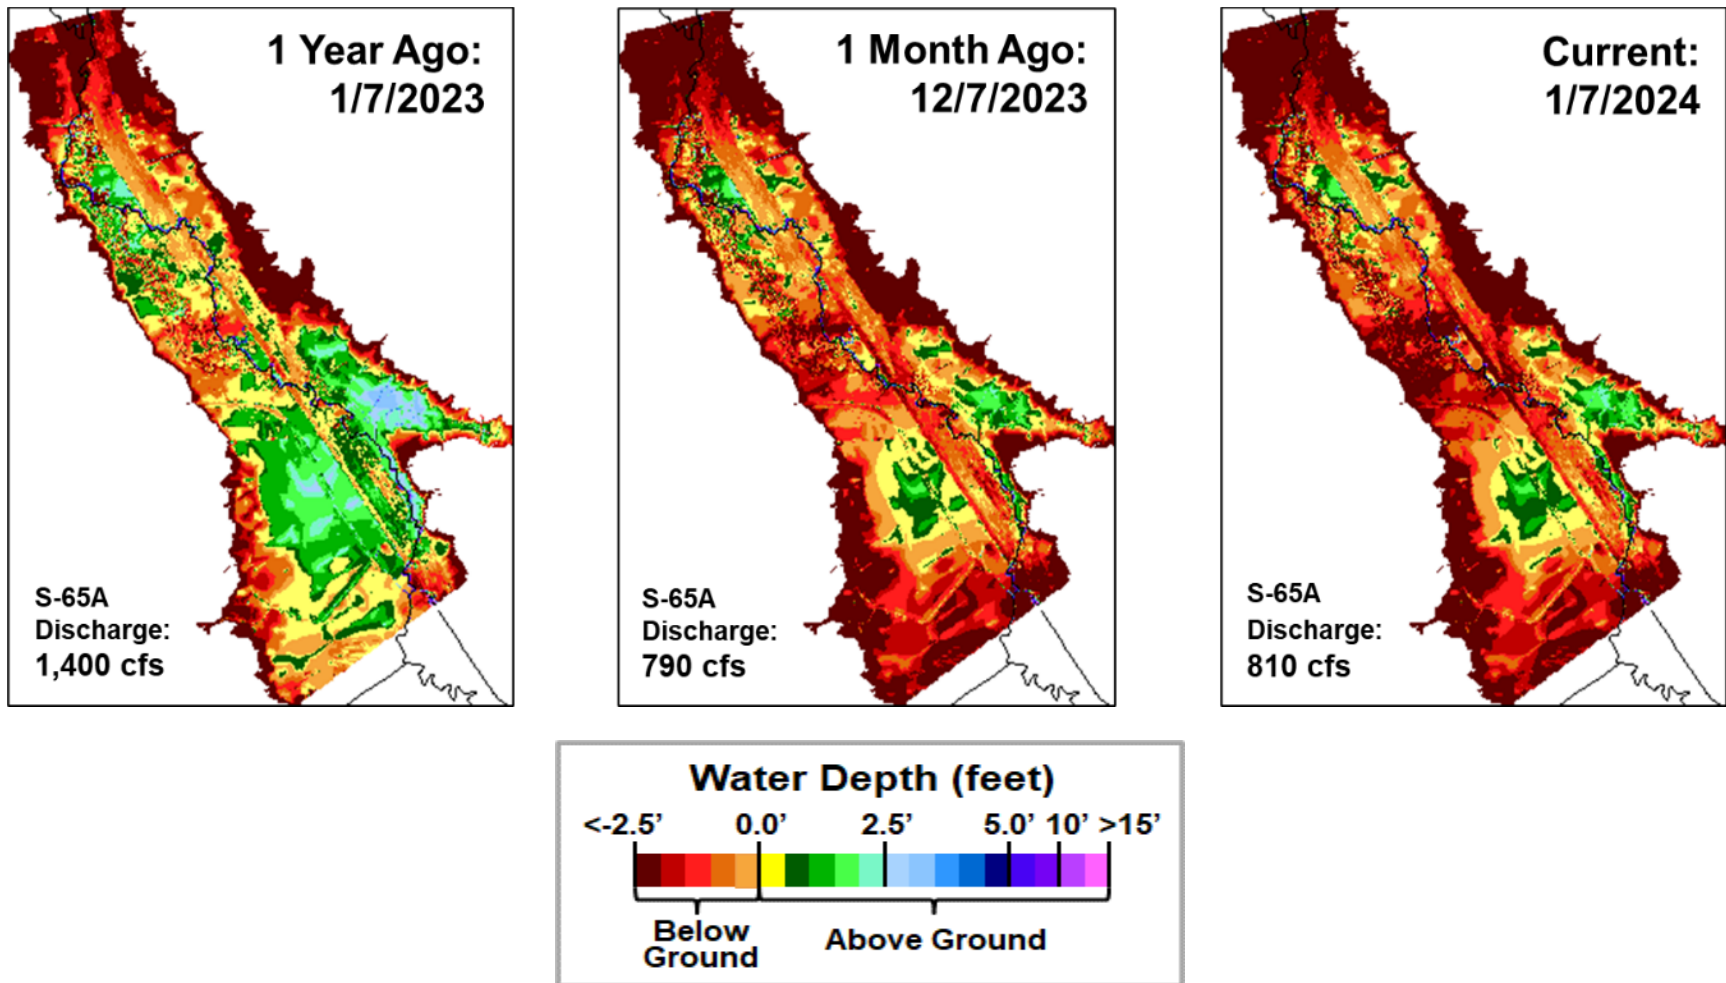 1 Year Ago:
1/7/2023
S-65A
Discharge:
1,400 cfs
1 Month Ago:
12/7/2023
S-65A
Discharge:
790 cfs
Current:
1/7/2024
S-65A
Discharge:
810 cfs
Water Depth (feet)
<-2.5’ 0.0’ 2.5’ 5.0’ 10’ >15’
Below
Ground
Above Ground